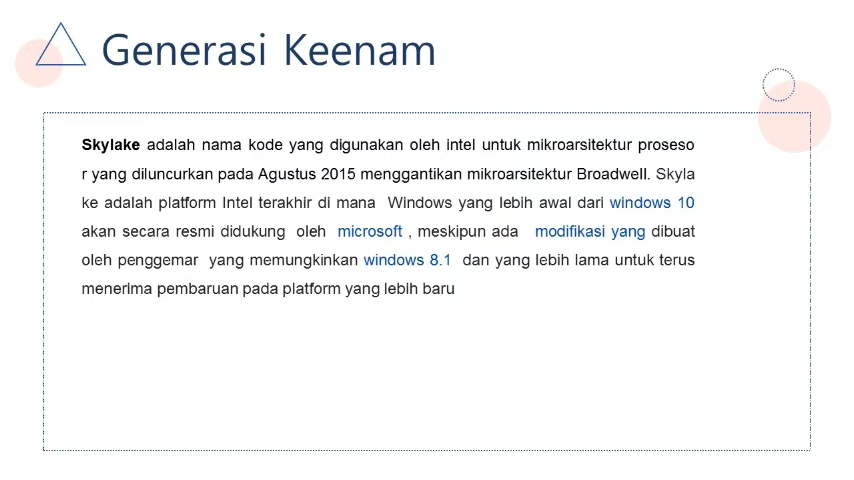 Generasi Keenam
Skylake adalah nama kode yang digunakan oleh intel untuk mikroarsitektur proseso
r yang diluncurkan pada Agustus 2015 menggantikan mikroarsitektur Broadwell. Skyla
ke adalah platform Intel terakhir di mana Windows yang lebih awal dari windows 10
akan secara resmi didukung oleh microsoft , meskipun ada modifikasi yang dibuat
oleh penggemar yang memungkinkan windows 8.1 dan yang lebih lama untuk terus
menerima pembaruan pada platform yang lebih baru